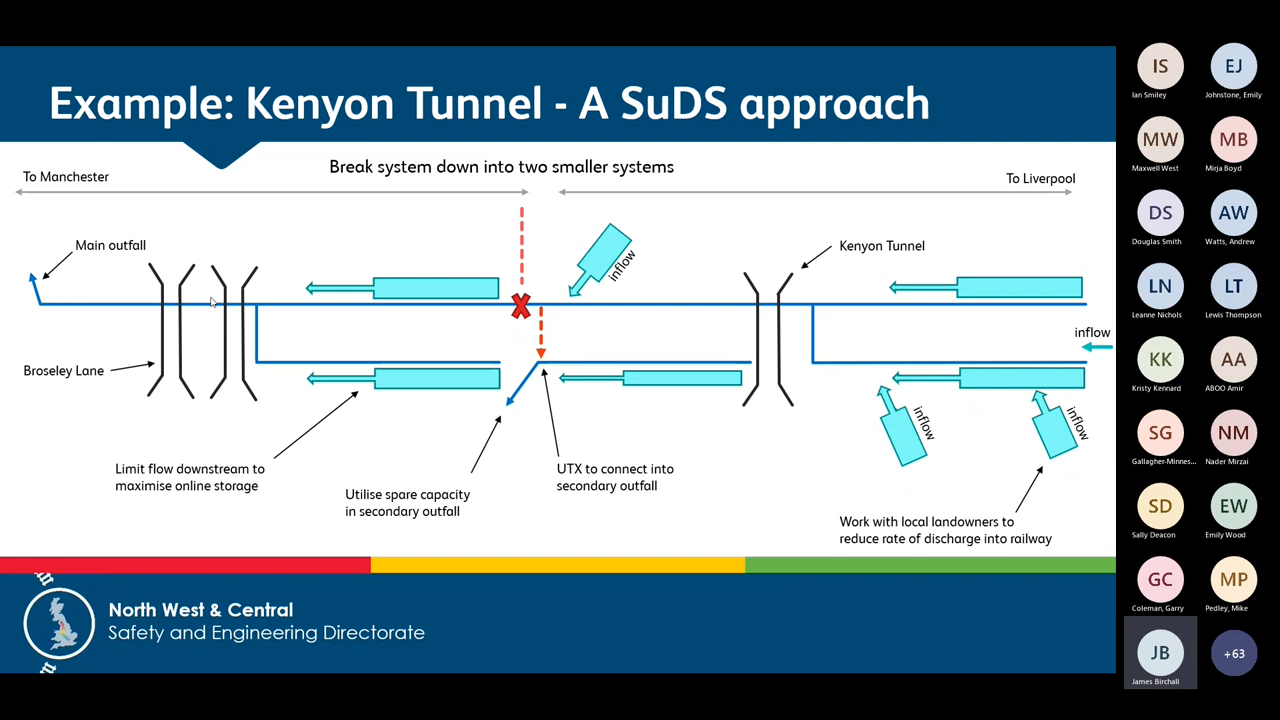 Example: Kenyon Tunnel - A SuDS approach
Break system down into two smaller systems
To Manchester
To Liverpool
Main outfall
inflow
Kenyon Tunnel
inflow
Broseley Lane
inflow
inflow
Limit flow downstream to
maximise online storage
Utilise spare capacity
in secondary outfall
UTX to connect into
secondary outfall
Work with local landowners to
reduce rate of discharge into railway
North West & Central
Safety and Engineering Directorate
IS
Ian Smiley
EJ
Johnstone, Emily
MW
Maxwell West
MB
Mirja Boyd
DS
Douglas Smith
AW
Watts, Andrew
LN
Leanne Nichols
LT
Lewis Thompson
KK
Kristy Kennard
AA
ABOO Amir
SG
Gallagher-Minnes...
NM
Nader Mirzai
SD
Sally Deacon
EW
Emily Wood
GC
Coleman, Garry
MP
Pedley, Mike
JB
James Birchall
+63